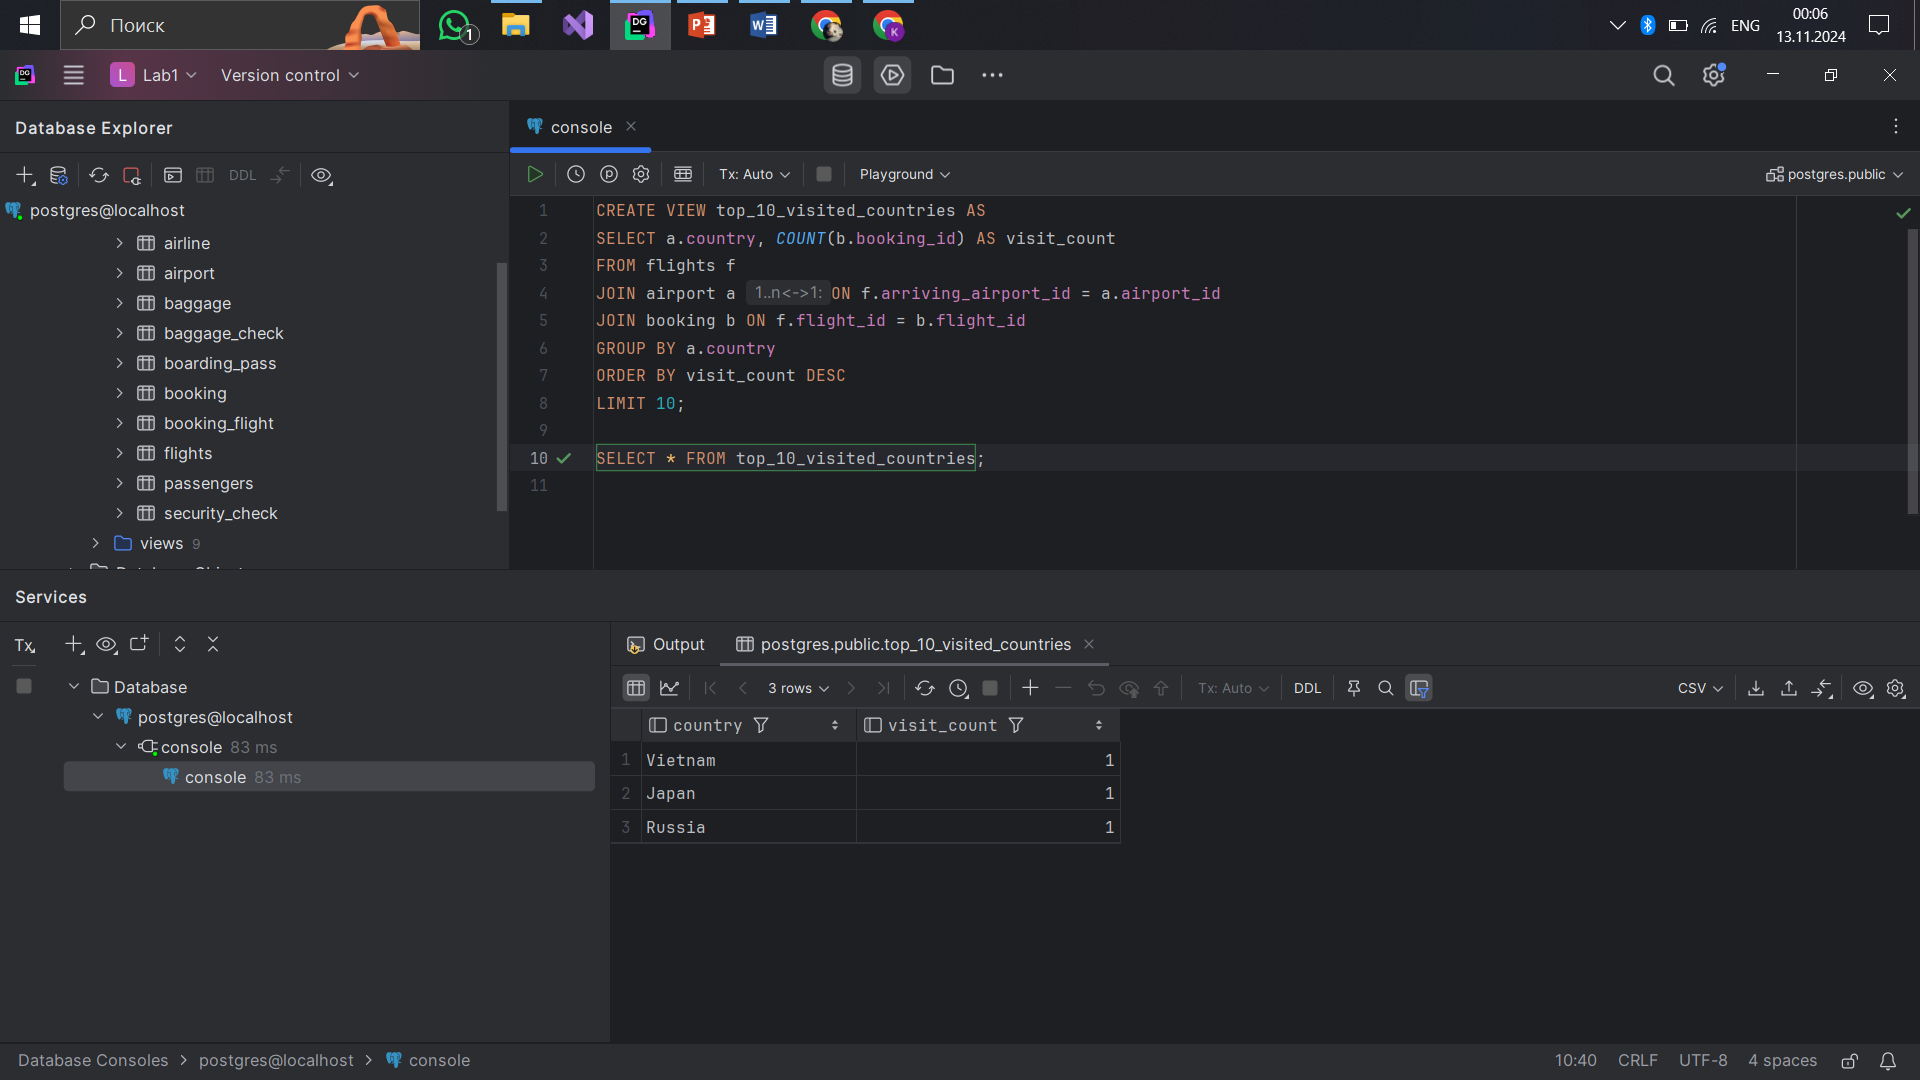 Поиск
1
ENG
00:06
13.11.2024
L Lab1
Version control
Database Explorer
console
DDL
Tx: Auto
Playground
postgres.public
postgres@localhost
airline
airport
baggage
baggage_check
boarding_pass
booking
booking_flight
flights
passengers
security_check
views 9
1 CREATE VIEW top_10_visited_countries AS
2 SELECT a.country, COUNT(b.booking_id) AS visit_count
3 FROM flights f
4 JOIN airport a 1..n<->1: ON f.arriving_airport_id = a.airport_id
5 JOIN booking b ON f.flight_id = b.flight_id
6 GROUP BY a.country
7 ORDER BY visit_count DESC
8 LIMIT 10;
9
10 SELECT * FROM top_10_visited_countries;
11
Services
Tx
Database
postgres@localhost
console 83 ms
console 83 ms
Output
postgres.public.top_10_visited_countries
3 rows
Tx: Auto
DDL
CSV
country visit_count
1 Vietnam 1
2 Japan 1
3 Russia 1
Database Consoles > postgres@localhost > console
10:40 CRLF UTF-8 4 spaces